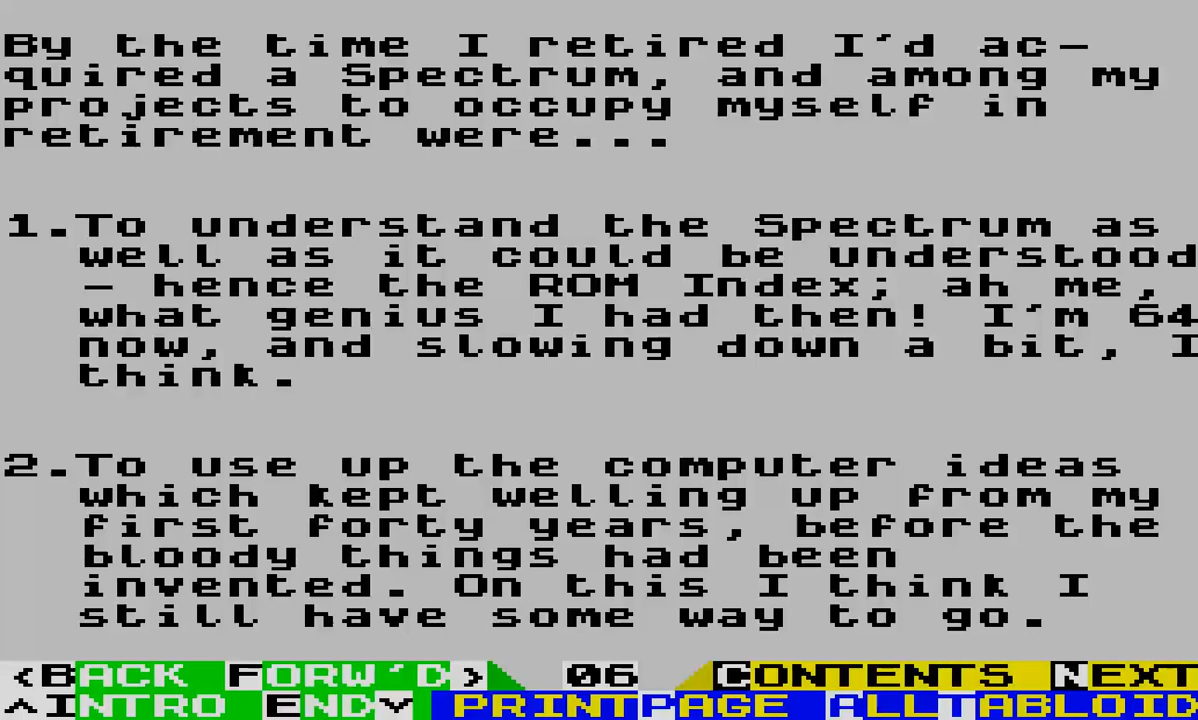 By the time I retired I'd ac-
quired a Spectrum, and among my
projects to occupy myself in
retirement were...
1.To understand the Spectrum as
well as it could be understood
- hence the ROM Index; ah me,
what genius I had then! I'm 64
now, and slowing down a bit, I
think.
2.To use up the computer ideas
which kept welling up from my
first forty years, before the
bloody things had been
invented. On this I think I
still have some way to go.
<BACK FORW'D> 06 CONTENTS NEXT
^INTRO ENDv PRINTPAGE ALLTABLOID